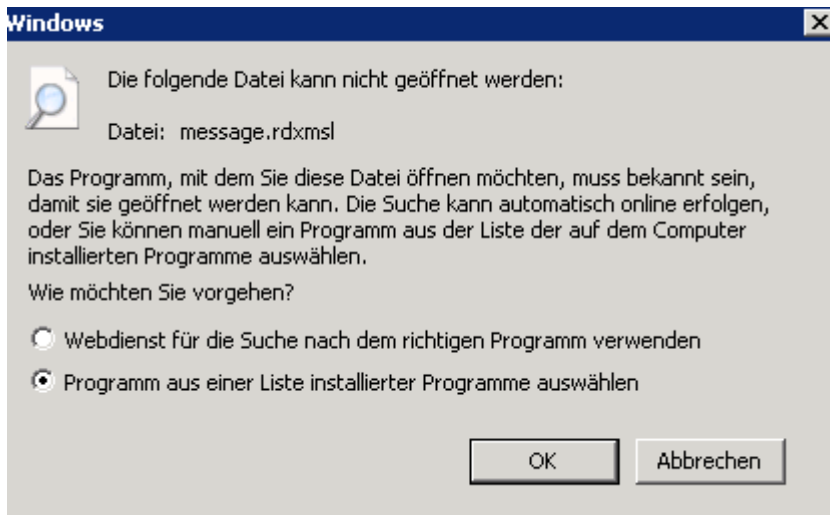 Windows
Die folgende Datei kann nicht geöffnet werden:
Datei: message.rdxmsl
Das Programm, mit dem Sie diese Datei öffnen möchten, muss bekannt sein,
damit sie geöffnet werden kann. Die Suche kann automatisch online erfolgen,
oder Sie können manuell ein Programm aus der Liste der auf dem Computer
installierten Programme auswählen.
Wie möchten Sie vorgehen?
Webdienst für die Suche nach dem richtigen Programm verwenden
Programm aus einer Liste installierter Programme auswählen
OK Abbrechen